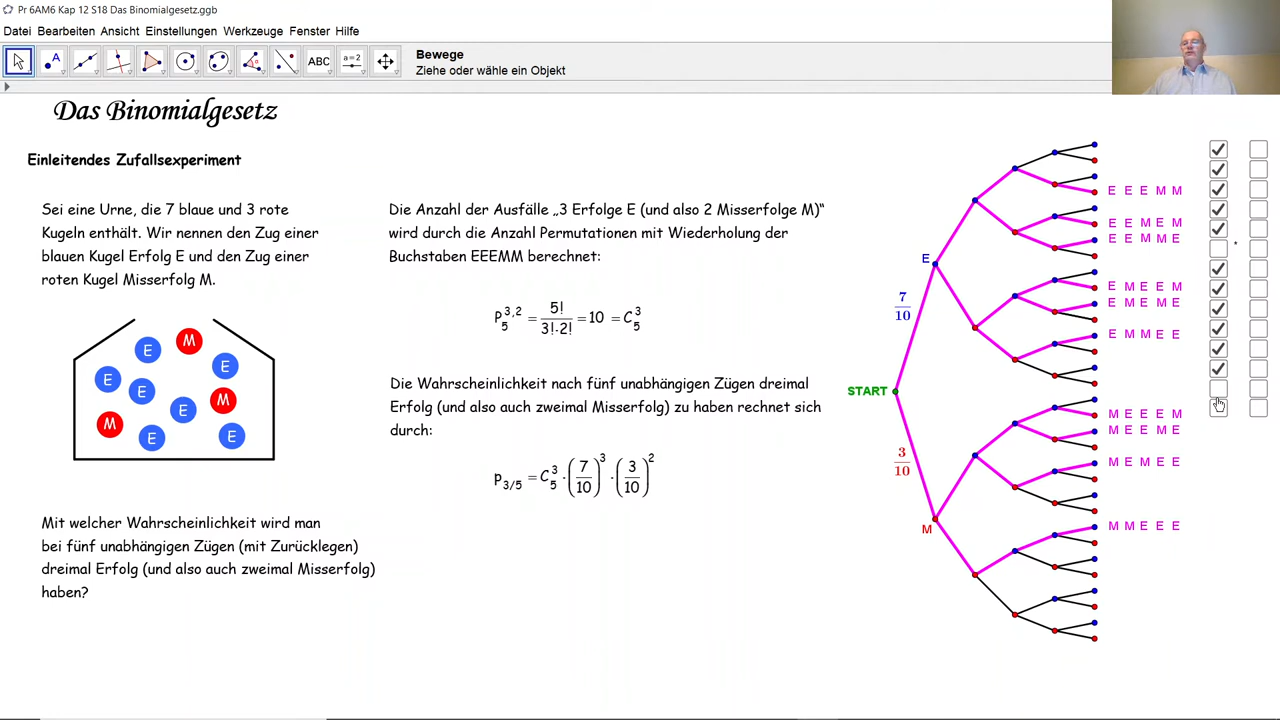 Pr 6AM6 Kap 12 S18 Das Binomialgesetz.ggb
Datei Bearbeiten Ansicht Einstellungen Werkzeuge Fenster Hilfe
A
ABC
a=2
Bewege
Ziehe oder wähle ein Objekt
Das Binomialgesetz
Einleitendes Zufallsexperiment
Sei eine Urne, die 7 blaue und 3 rote
Kugeln enthält. Wir nennen den Zug einer
blauen Kugel Erfolg E und den Zug einer
roten Kugel Misserfolg M.
E M E
E E M
M E E E
Mit welcher Wahrscheinlichkeit wird man
bei fünf unabhängigen Zügen (mit Zurücklegen)
dreimal Erfolg (und also auch zweimal Misserfolg)
haben?
Die Anzahl der Ausfälle „3 Erfolge E (und also 2 Misserfolge M)“
wird durch die Anzahl Permutationen mit Wiederholung der
Buchstaben EEEMM berechnet:
P_5^{3,2} = 5!/(3!·2!) = 10 = C_5^3
Die Wahrscheinlichkeit nach fünf unabhängigen Zügen dreimal
Erfolg (und also auch zweimal Misserfolg) zu haben rechnet sich
durch:
p_{3/5} = C_5^3 · (7/10)^3 · (3/10)^2
E
7/10
START
3/10
M
E E E M M
E E M E M
E E M M E
E M E E M
E M E M E
E M M E E
M E E E M
M E E M E
M E M E E
M M E E E
*